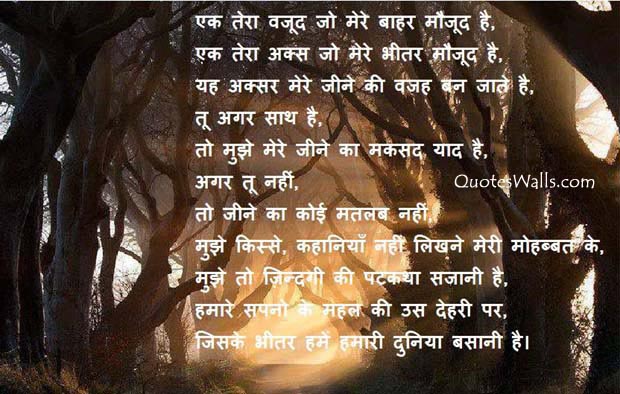 एक तेरा वजूद जो मेरे बाहर मौजूद है,
एक तेरा अक्स जो मेरे भीतर मौजूद है,
यह अक्सर मेरे जीने की वजह बन जाते है,
तू अगर साथ है,
तो मुझे मेरे जीने का मकसद याद है,
अगर तू नहीं,
QuotesWalls.com
तो जीने का कोई मतलब नहीं,
मुझे किस्से, कहानियाँ नहीं लिखने मेरी मोहब्बत के,
मुझे तो ज़िन्दगी की पटकथा सजानी है,
हमारे सपनो के महल की उस देहरी पर,
जिसके भीतर हमें हमारी दुनिया बसानी है।